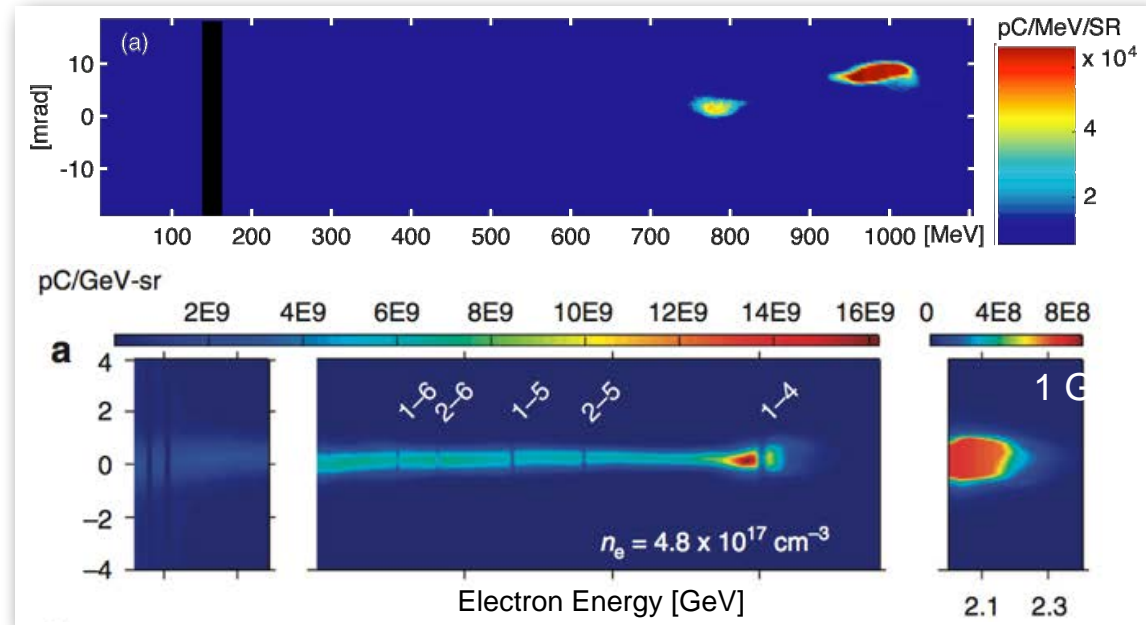 (a)
pC/MeV/SR
x 10⁴
4
2
[mrad]
10
0
-10
100 200 300 400 500 600 700 800 900 1000 [MeV]
pC/GeV-sr
2E9 4E9 6E9 8E9 10E9 12E9 14E9 16E9
0 4E8 8E8
a
4
2
0
−2
−4
1–6
2–6
1–5
2–5
1–4
1 G
nₑ = 4.8 x 10¹⁷ cm⁻³
Electron Energy [GeV]
2.1 2.3